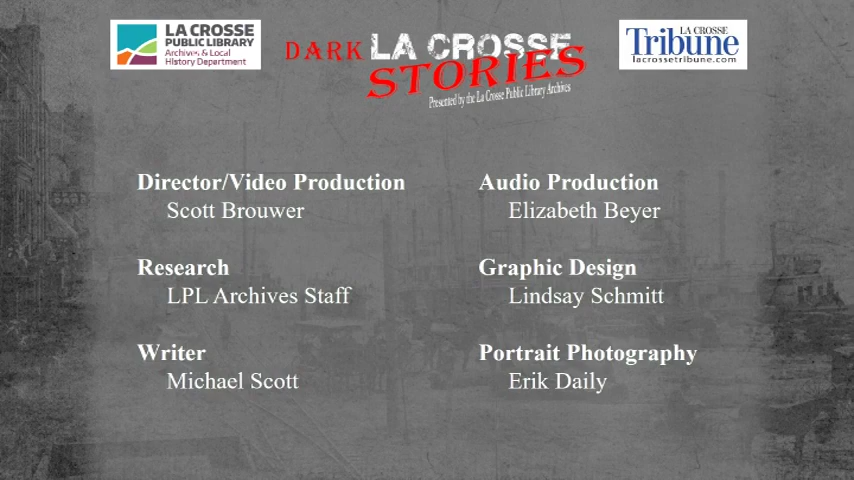 LA CROSSE
PUBLIC LIBRARY
Archives & Local
History Department
DARK LA CROSSE
STORIES
Presented by the La Crosse Public Library Archives
LA CROSSE
Tribune
lacrossetribune.com
Director/Video Production
Scott Brouwer
Research
LPL Archives Staff
Writer
Michael Scott
Audio Production
Elizabeth Beyer
Graphic Design
Lindsay Schmitt
Portrait Photography
Erik Daily